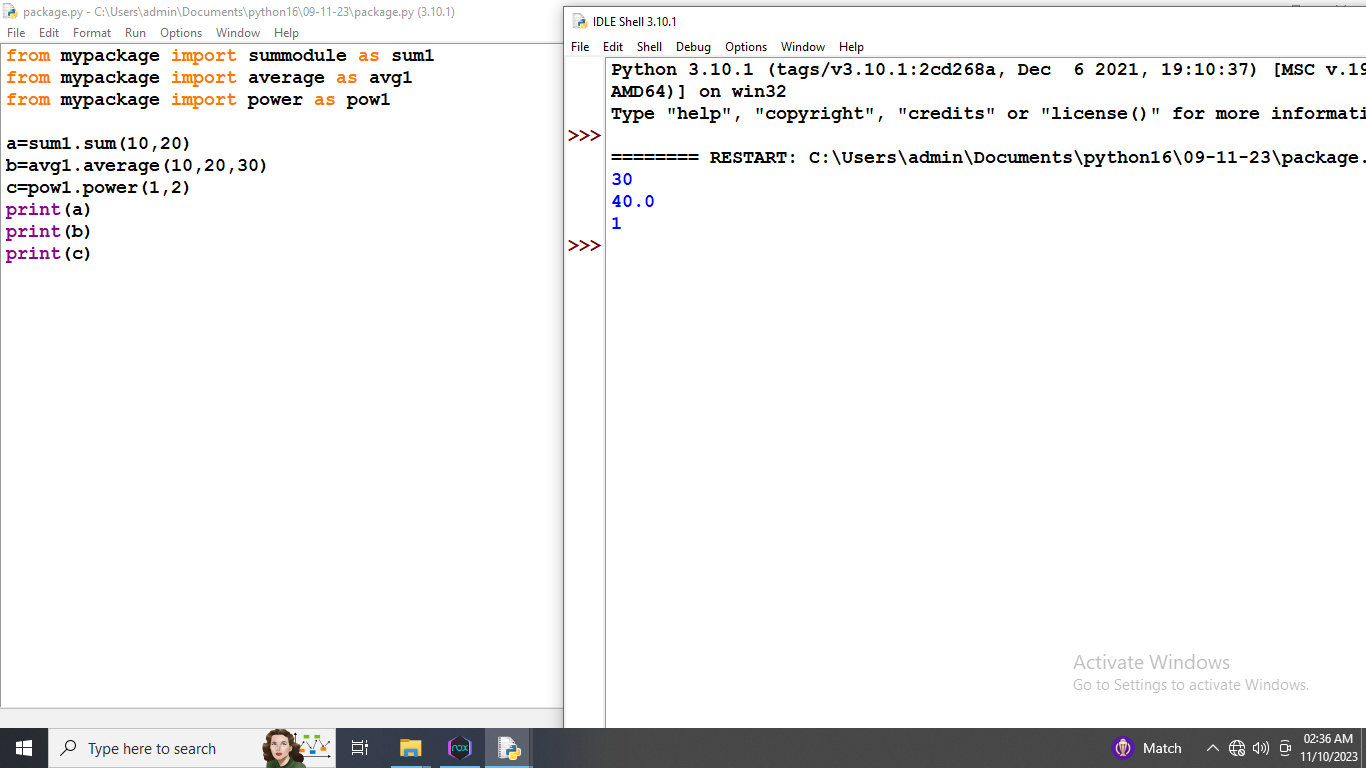 package.py - C:\Users\admin\Documents\python16\09-11-23\package.py (3.10.1)
File Edit Format Run Options Window Help
from mypackage import summodule as sum1
from mypackage import average as avg1
from mypackage import power as pow1
a=sum1.sum(10,20)
b=avg1.average(10,20,30)
c=pow1.power(1,2)
print(a)
print(b)
print(c)
IDLE Shell 3.10.1
File Edit Shell Debug Options Window Help
Python 3.10.1 (tags/v3.10.1:2cd268a, Dec  6 2021, 19:10:37) [MSC v.19
AMD64)] on win32
Type "help", "copyright", "credits" or "license()" for more informati
>>>
======== RESTART: C:\Users\admin\Documents\python16\09-11-23\package.
30
40.0
1
>>>
Activate Windows
Go to Settings to activate Windows.
Type here to search
nox
Match
02:36 AM
11/10/2023